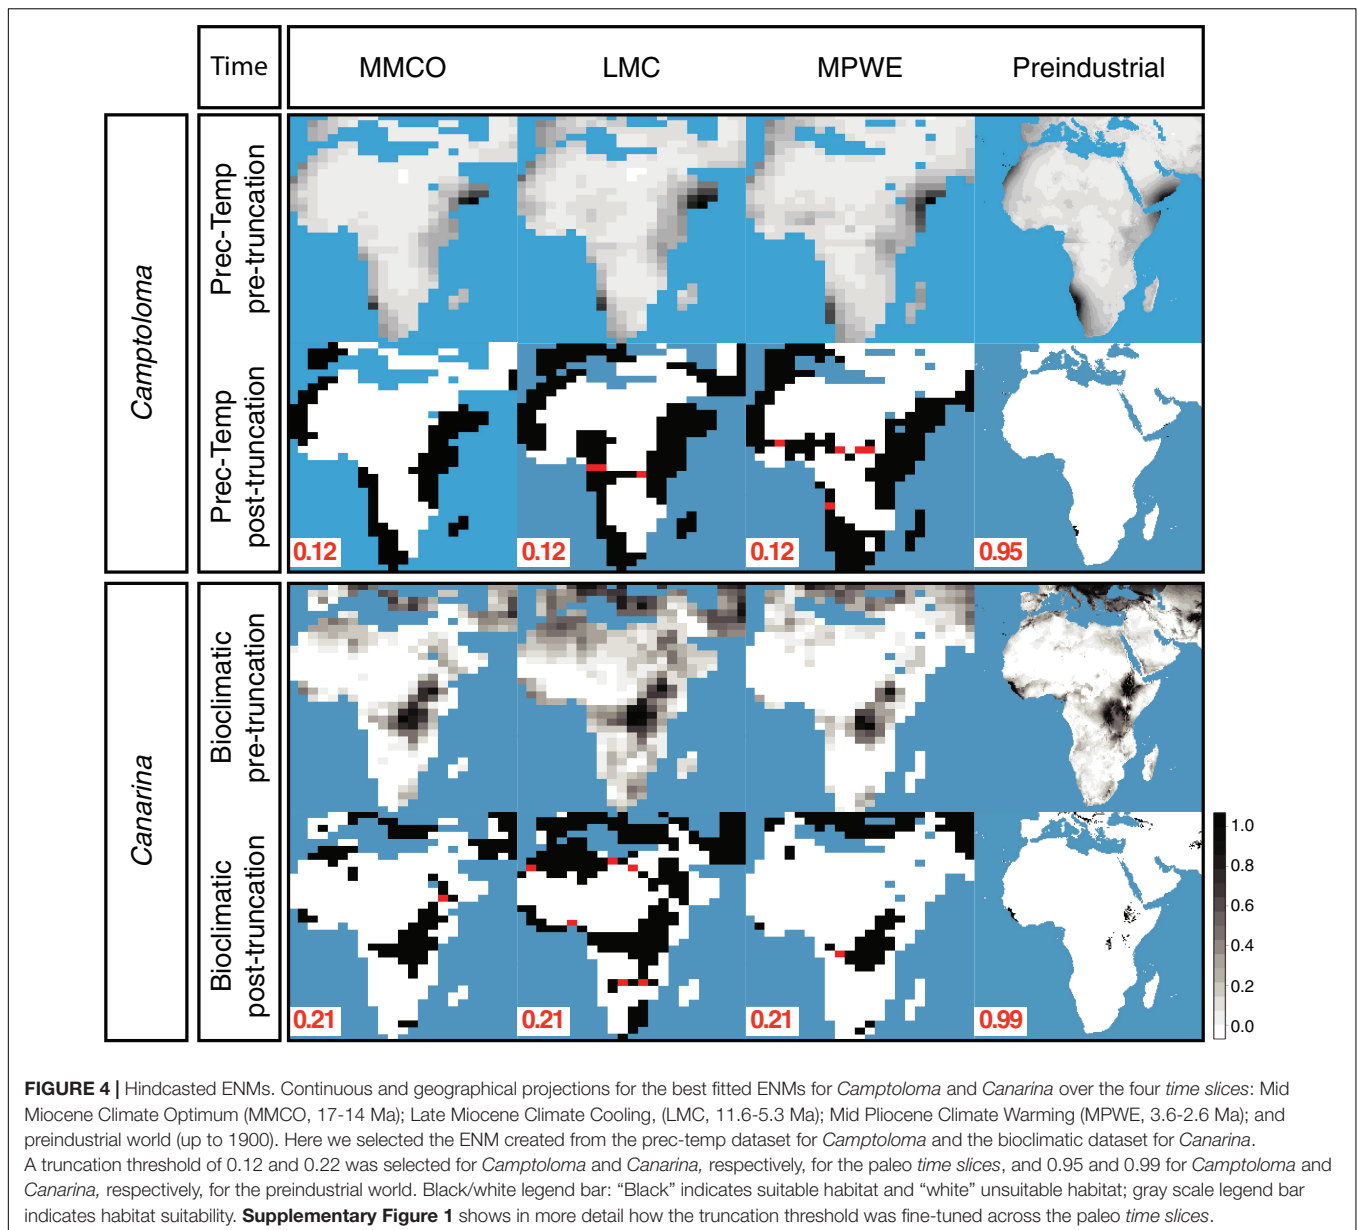 Time MMCO LMC MPWE Preindustrial
Camptoloma
Prec-Temp
pre-truncation
Prec-Temp
post-truncation
0.12 0.12 0.12 0.95
Canarina
Bioclimatic
pre-truncation
Bioclimatic
post-truncation
0.21 0.21 0.21 0.99
1.0
0.8
0.6
0.4
0.2
0.0
FIGURE 4 | Hindcasted ENMs. Continuous and geographical projections for the best fitted ENMs for Camptoloma and Canarina over the four time slices: Mid
Miocene Climate Optimum (MMCO, 17-14 Ma); Late Miocene Climate Cooling, (LMC, 11.6-5.3 Ma); Mid Pliocene Climate Warming (MPWE, 3.6-2.6 Ma); and
preindustrial world (up to 1900). Here we selected the ENM created from the prec-temp dataset for Camptoloma and the bioclimatic dataset for Canarina.
A truncation threshold of 0.12 and 0.22 was selected for Camptoloma and Canarina, respectively, for the paleo time slices, and 0.95 and 0.99 for Camptoloma and
Canarina, respectively, for the preindustrial world. Black/white legend bar: “Black” indicates suitable habitat and “white” unsuitable habitat; gray scale legend bar
indicates habitat suitability. Supplementary Figure 1 shows in more detail how the truncation threshold was fine-tuned across the paleo time slices.